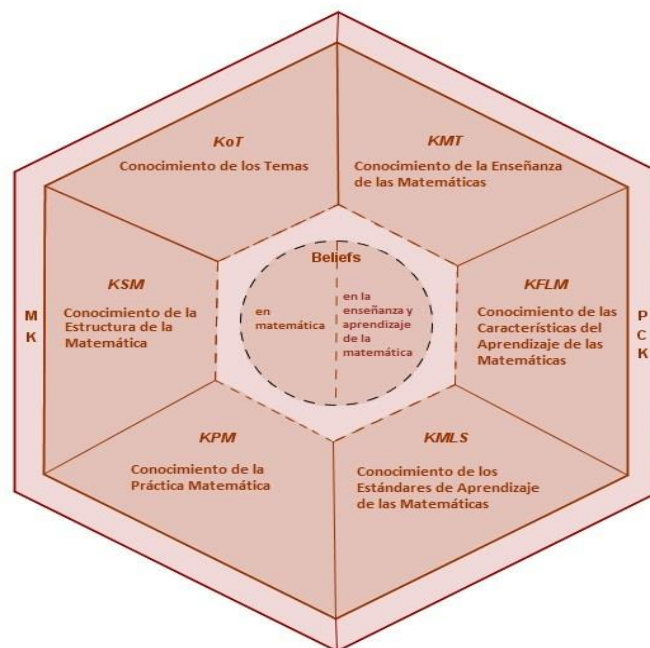 KoT
Conocimiento de los Temas
KMT
Conocimiento de la Enseñanza
de las Matemáticas
KSM
Conocimiento de la
Estructura de la
Matemática
M
K
Beliefs
en
matemática
en la
enseñanza y
aprendizaje
de la
matemática
KFLM
Conocimiento de las
Características del
Aprendizaje de las
Matemáticas
P
C
K
KPM
Conocimiento de la
Práctica Matemática
KMLS
Conocimiento de los
Estándares de Aprendizaje
de las Matemáticas